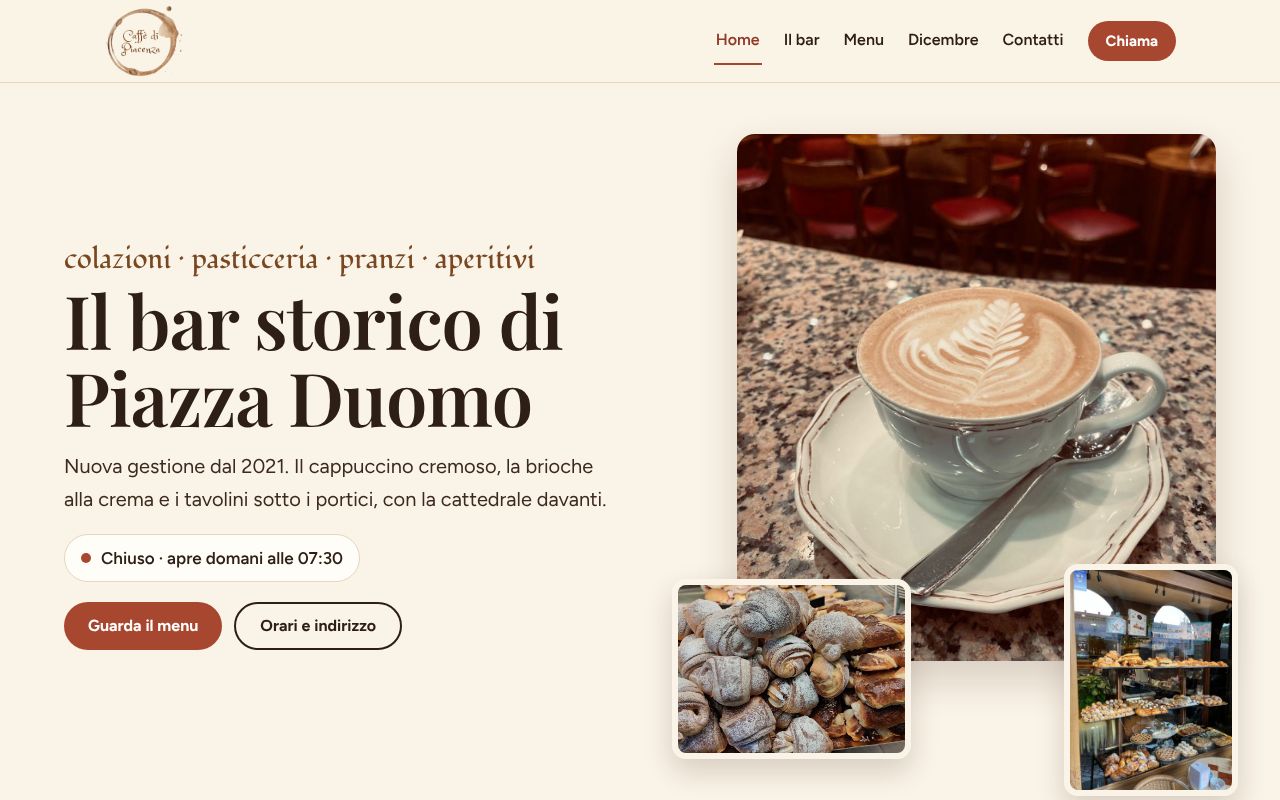 Caffè di
Piacenza
Home
Il bar
Menu
Dicembre
Contatti
Chiama
colazioni · pasticceria · pranzi · aperitivi
Il bar storico di
Piazza Duomo
Nuova gestione dal 2021. Il cappuccino cremoso, la brioche
alla crema e i tavolini sotto i portici, con la cattedrale davanti.
Chiuso · apre domani alle 07:30
Guarda il menu
Orari e indirizzo